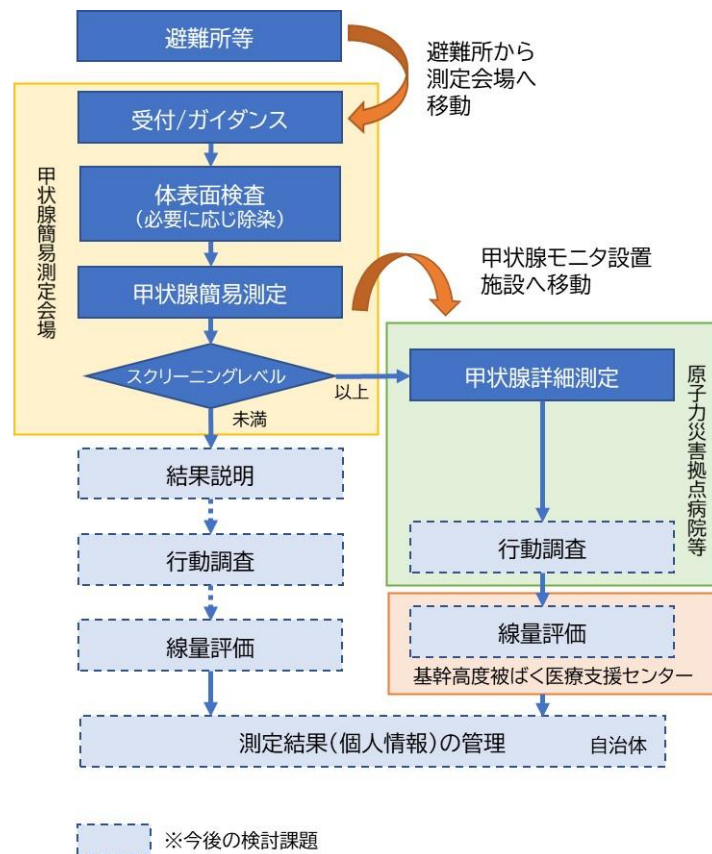 避難所等
避難所から
測定会場へ
移動
甲状腺簡易測定会場
受付/ガイダンス
体表面検査
(必要に応じ除染)
甲状腺簡易測定
甲状腺モニタ設置
施設へ移動
スクリーニングレベル
以上
未満
甲状腺詳細測定
原子力災害拠点病院等
結果説明
行動調査
行動調査
線量評価
線量評価
基幹高度被ばく医療支援センター
測定結果(個人情報)の管理
自治体
※今後の検討課題